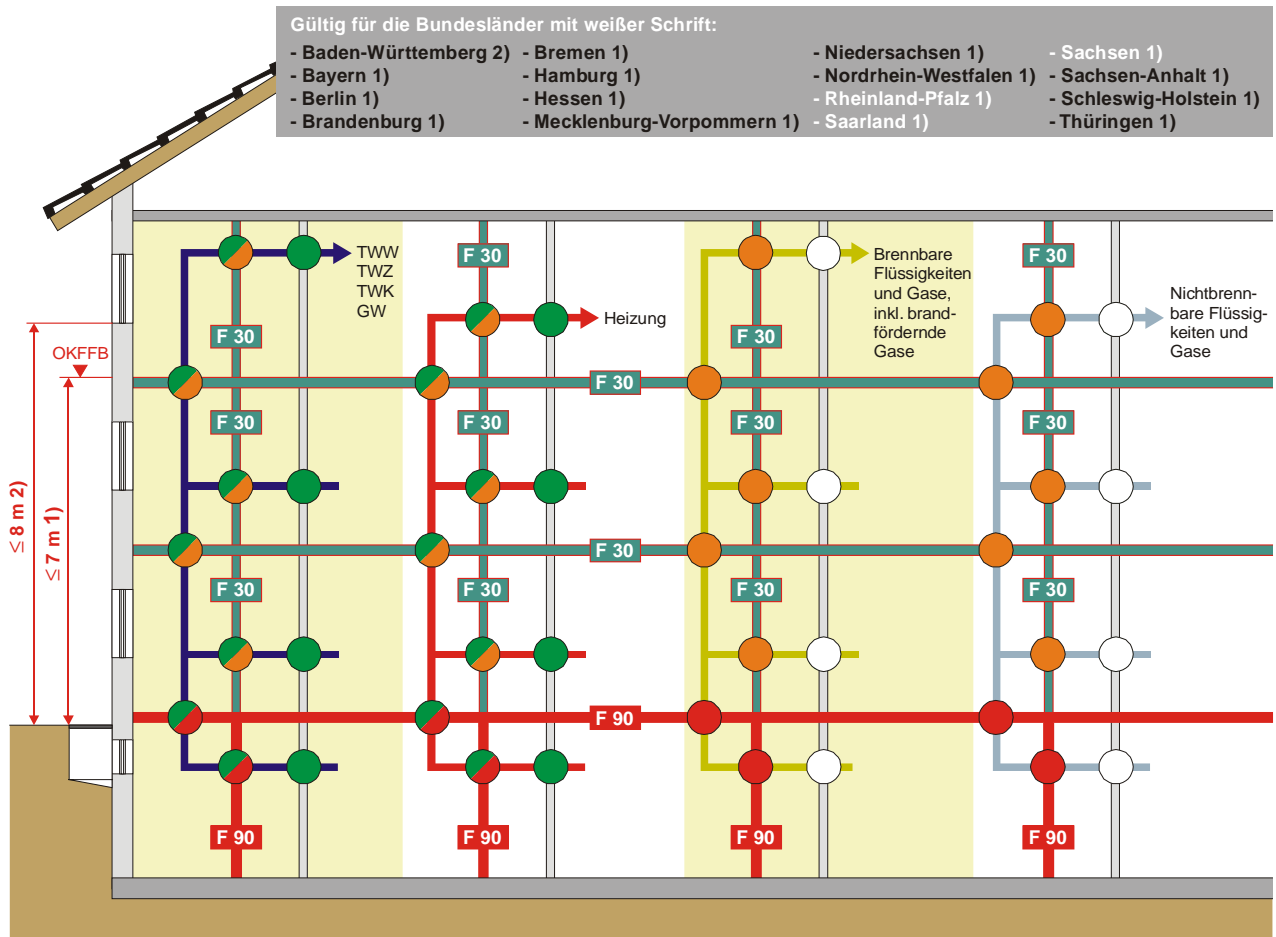 Gültig für die Bundesländer mit weißer Schrift:
- Baden-Württemberg 2)
- Bayern 1)
- Berlin 1)
- Brandenburg 1)
- Bremen 1)
- Hamburg 1)
- Hessen 1)
- Mecklenburg-Vorpommern 1)
- Niedersachsen 1)
- Nordrhein-Westfalen 1)
- Rheinland-Pfalz 1)
- Saarland 1)
- Sachsen 1)
- Sachsen-Anhalt 1)
- Schleswig-Holstein 1)
- Thüringen 1)
TWW
TWZ
TWK
GW
F 30
Heizung
Brennbare
Flüssigkeiten
und Gase,
inkl. brand-
fördernde
Gase
F 30
Nichtbrenn-
bare Flüssig-
keiten und
Gase
F 30
F 30
OKFFB
F 30
F 30
F 30
F 30
F 30
≤ 8 m 2)
≤ 7 m 1)
F 30
F 30
F 30
F 30
F 30
F 90
F 90
F 90
F 90
F 90